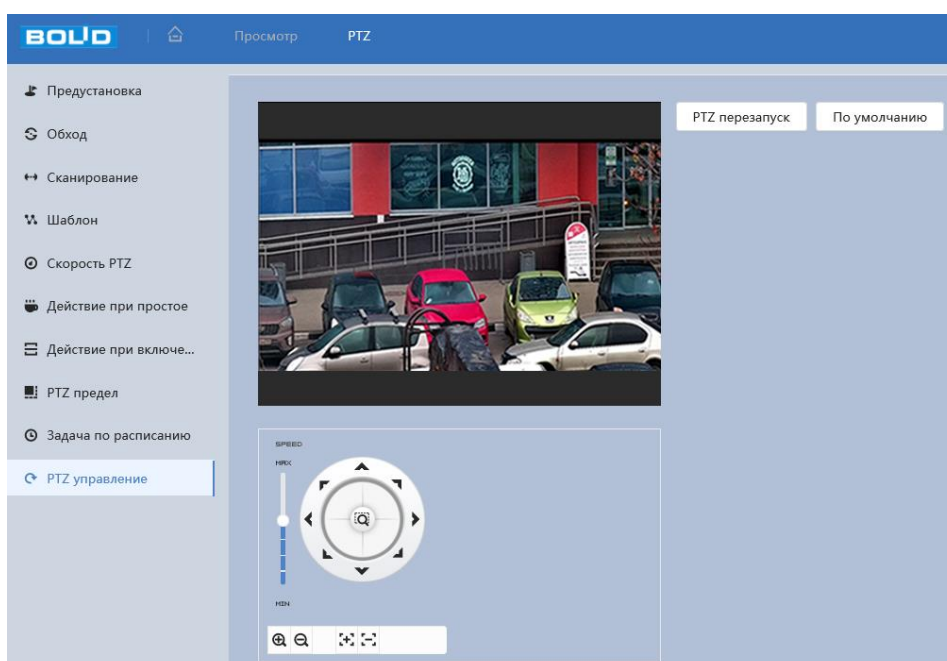 BOLID
Просмотр
PTZ
Предустановка
Обход
Сканирование
Шаблон
Скорость PTZ
Действие при простое
Действие при включе...
PTZ предел
Задача по расписанию
PTZ управление
PTZ перезапуск
По умолчанию
SPEED
MAX
MIN